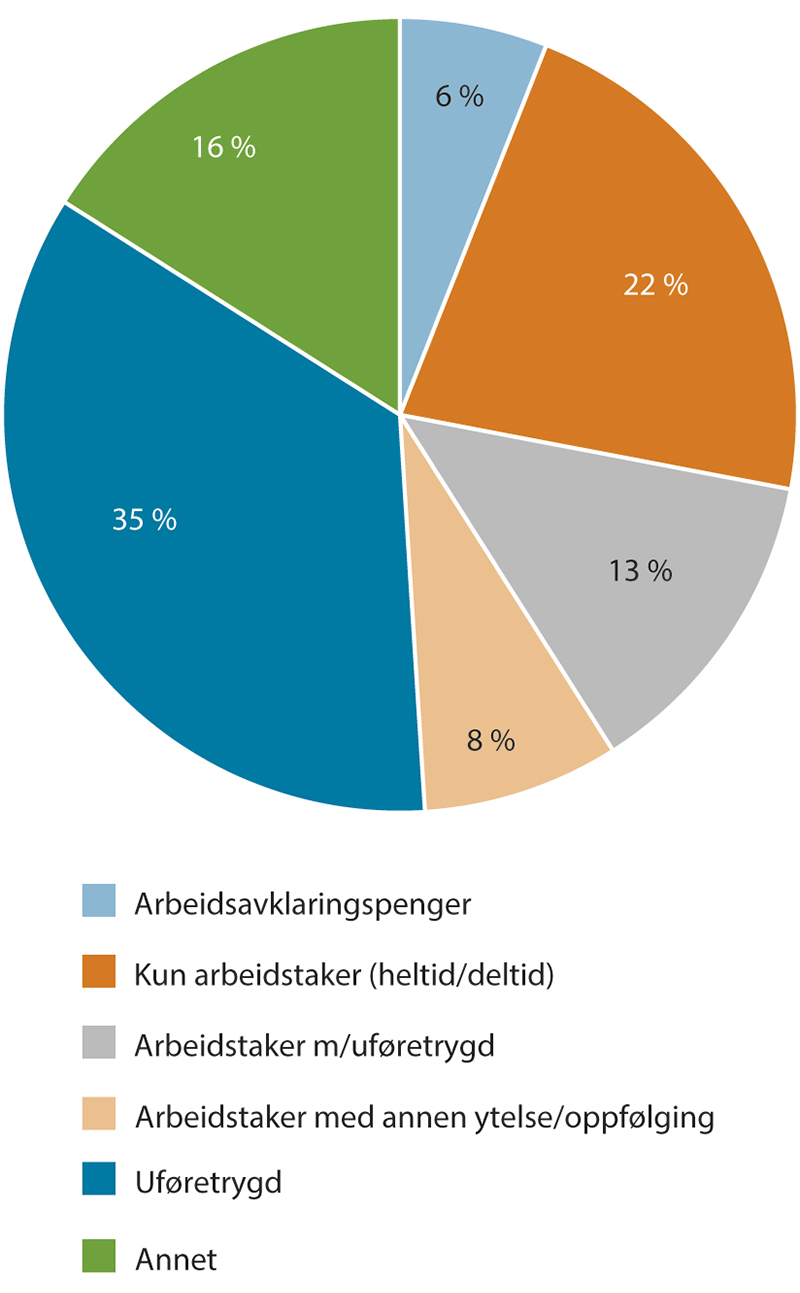 6 %
16 %
22 %
35 %
13 %
8 %
Arbeidsavklaringspenger
Kun arbeidstaker (heltid/deltid)
Arbeidstaker m/uføretrygd
Arbeidstaker med annen ytelse/oppfølging
Uføretrygd
Annet